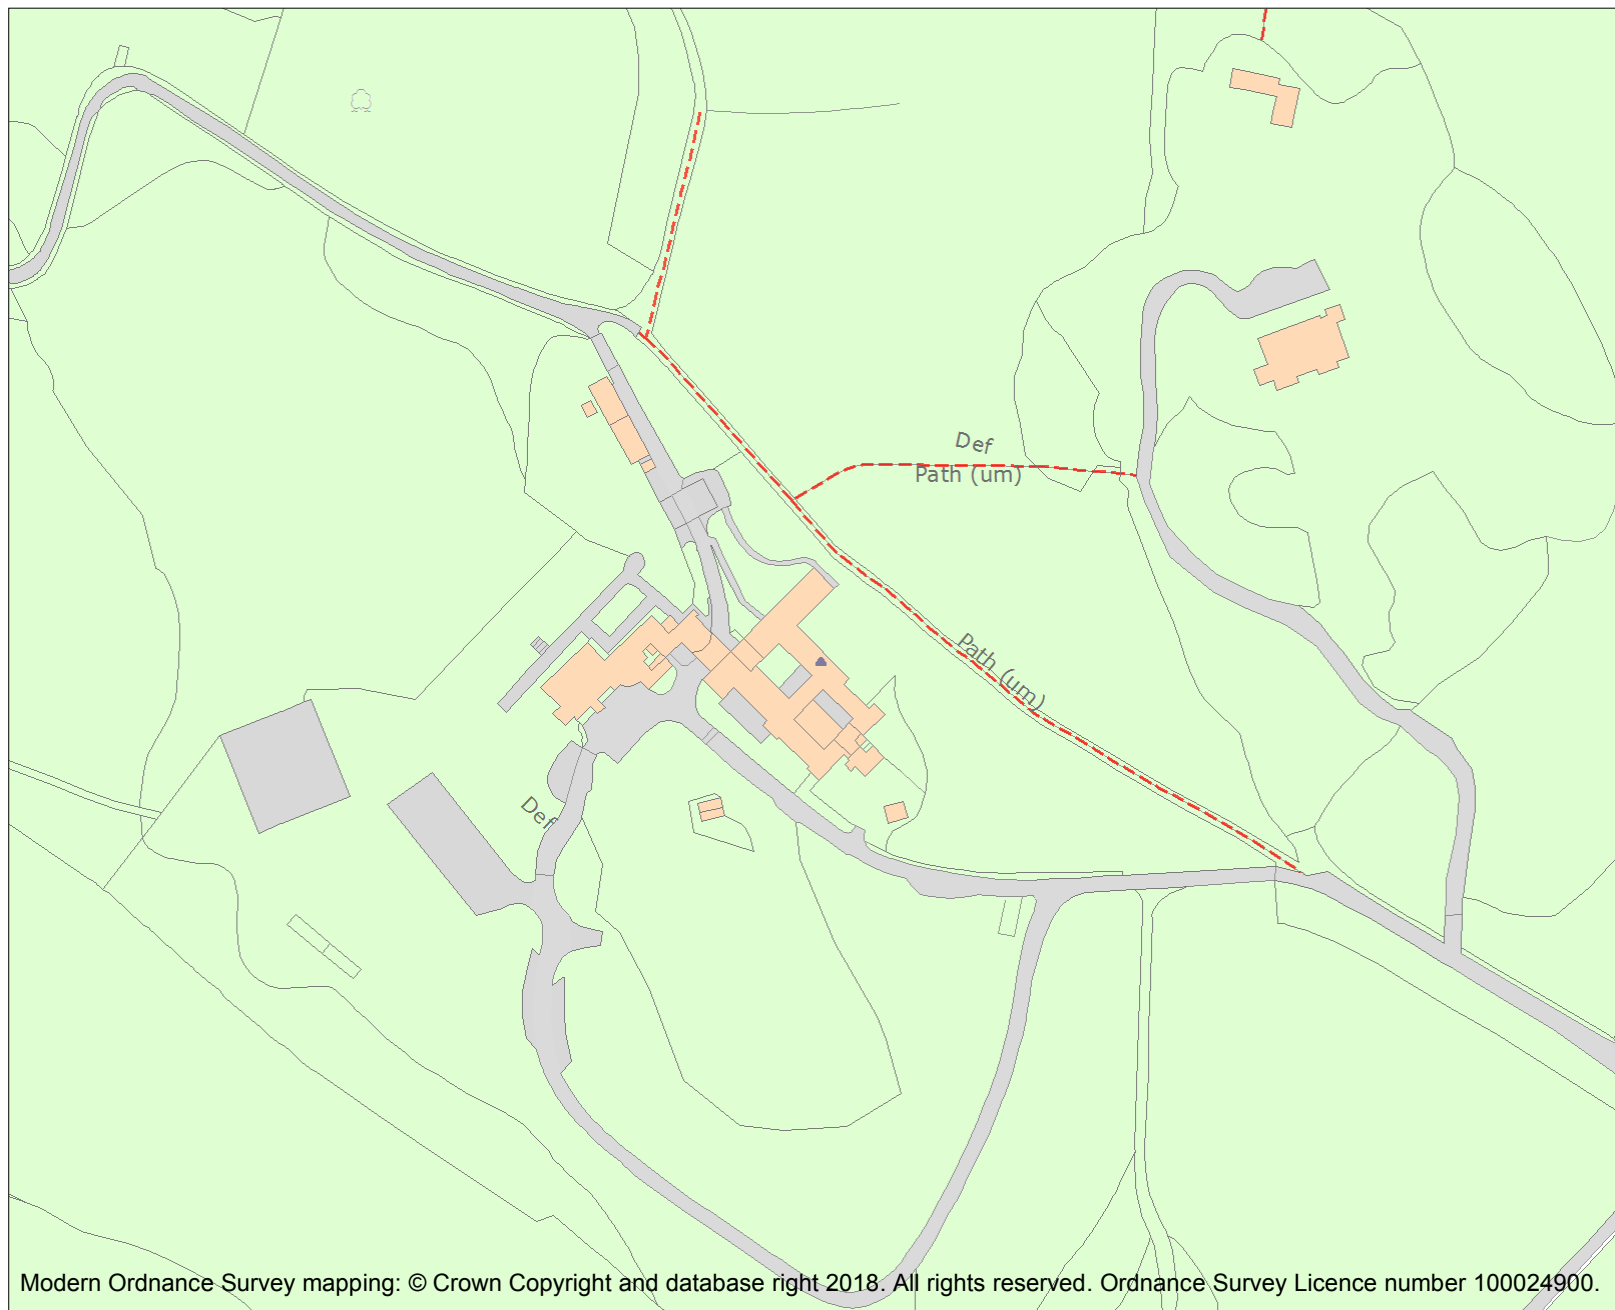 Def
Path (um)
Path (um)
Def
Modern Ordnance Survey mapping: © Crown Copyright and database right 2018. All rights reserved. Ordnance Survey Licence number 100024900.